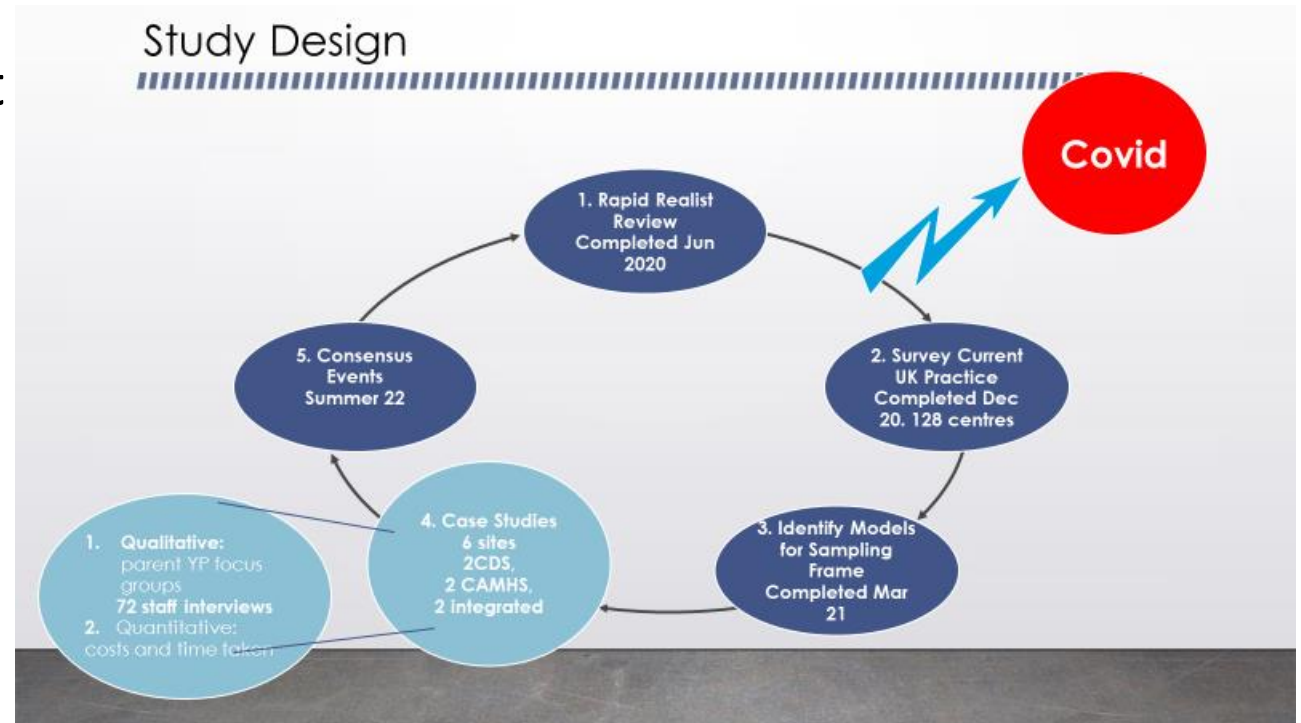 Study Design
t
Covid
1. Rapid Realist
Review
Completed Jun
2020
2. Survey Current
UK Practice
Completed Dec
20. 128 centres
3. Identify Models
for Sampling
Frame
Completed Mar
21
4. Case Studies
6 sites
2CDS,
2 CAMHS,
2 integrated
1. Qualitative:
parent YP focus
groups
72 staff interviews
2. Quantitative:
costs and time taken
5. Consensus
Events
Summer 22